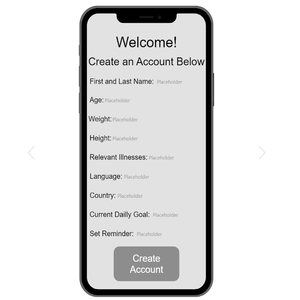 Welcome!
Create an Account Below
First and Last Name: Placeholder
Age: Placeholder
Weight: Placeholder
Height: Placeholder
Relevant Illnesses: Placeholder
Language: Placeholder
Country: Placeholder
Current Dailly Goal: Placeholder
Set Reminder: Placeholder
Create
Account